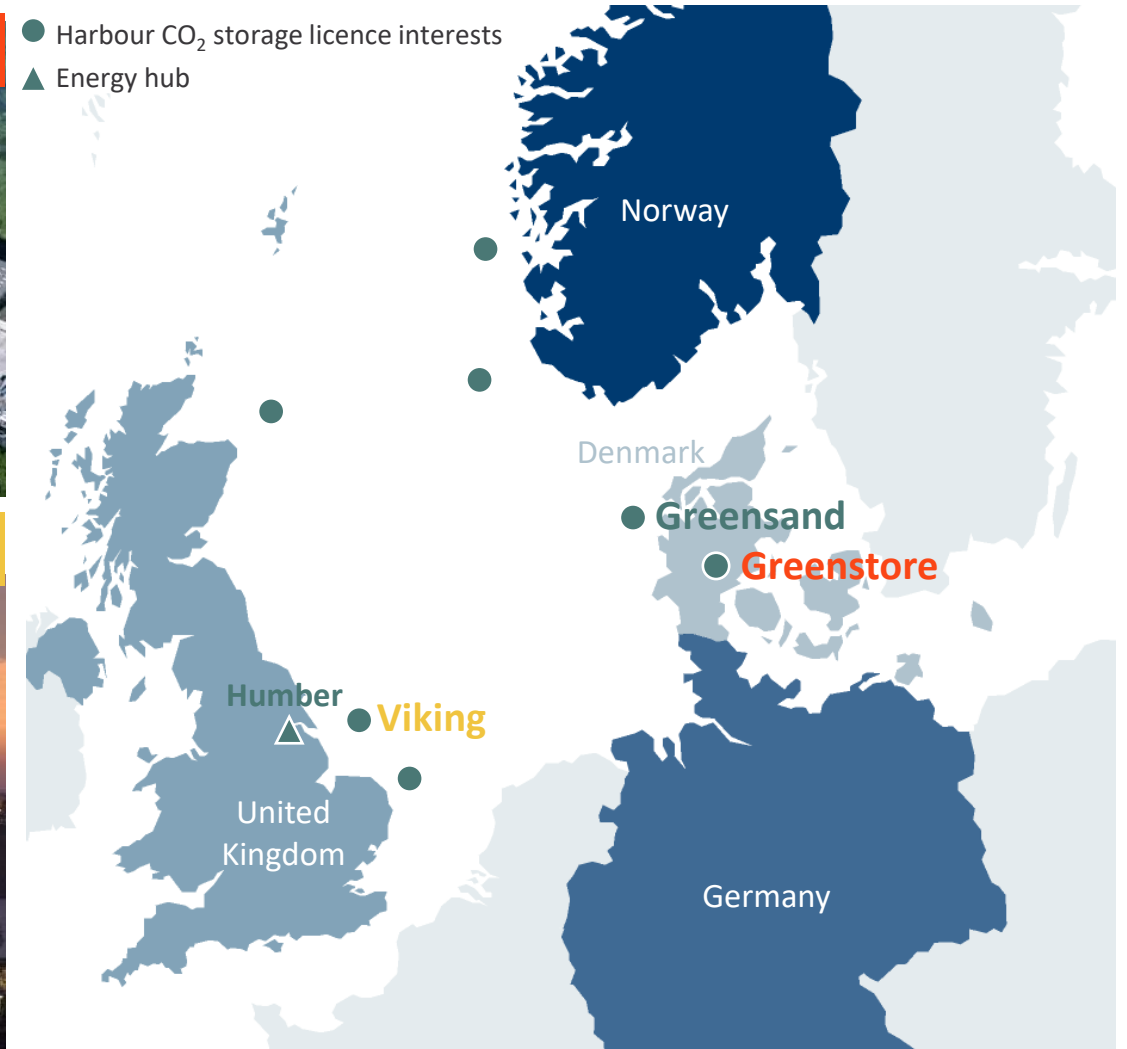 Harbour CO₂ storage licence interests
Energy hub
Norway
Denmark
Greensand
Greenstore
Humber
Viking
United
Kingdom
Germany